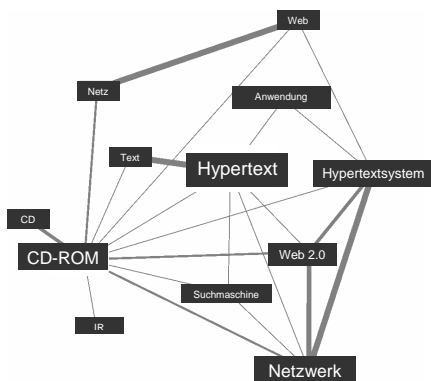 Web
Netz
Anwendung
Text
Hypertext
Hypertextsystem
CD
CD-ROM
Web 2.0
Suchmaschine
IR
Netzwerk